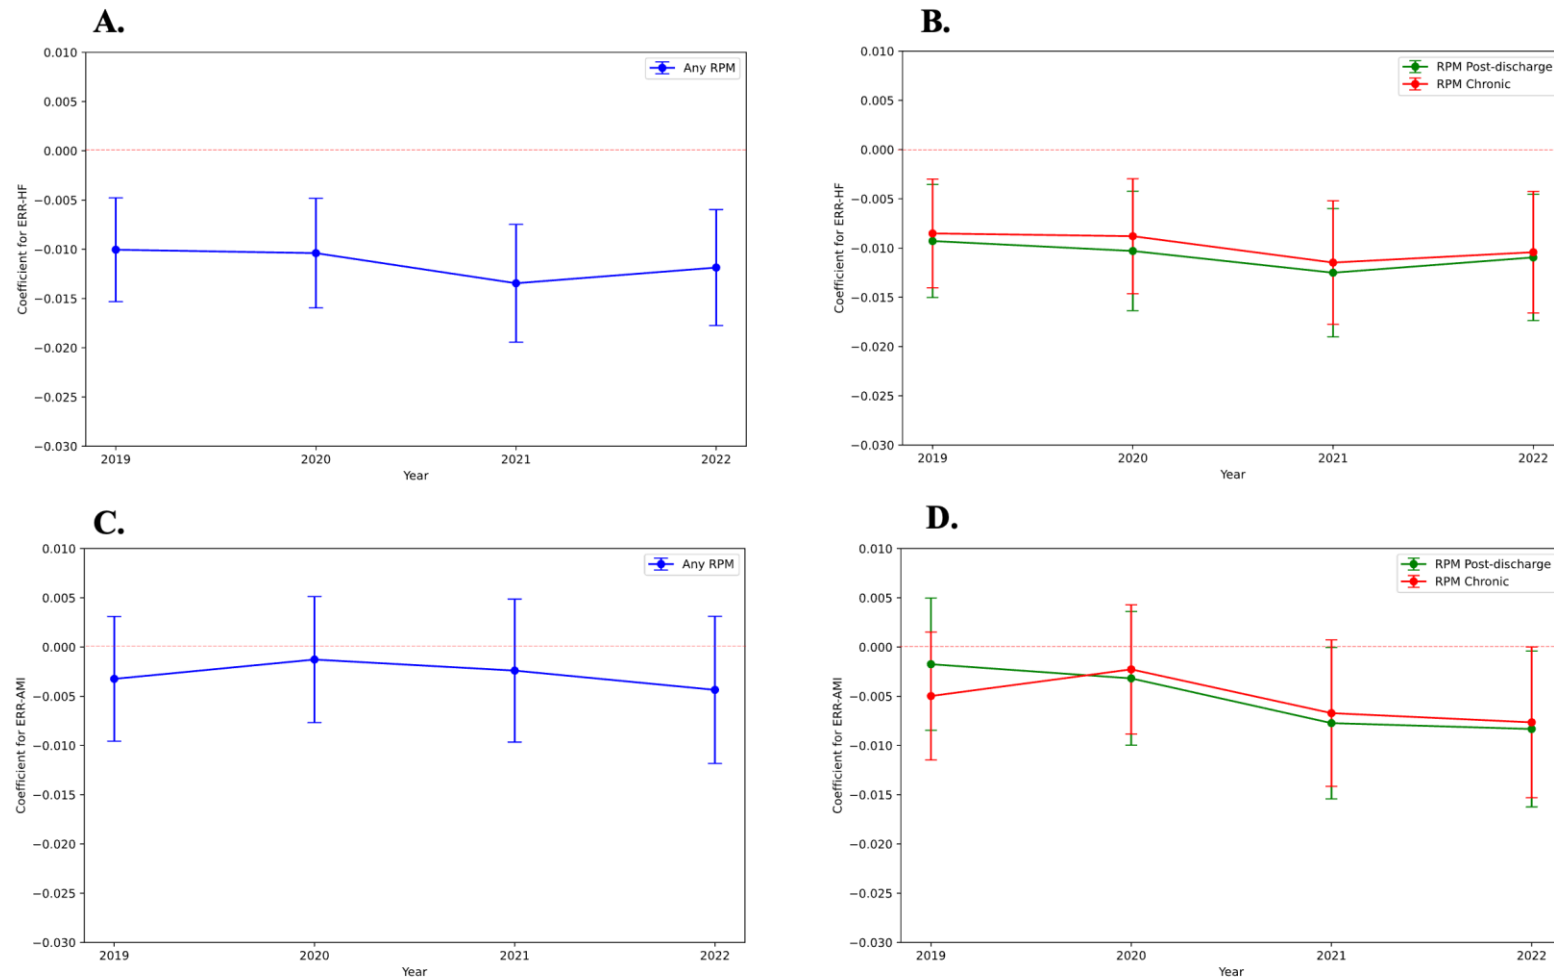 A.
0.010
0.005
0.000
−0.005
−0.010
−0.015
−0.020
−0.025
−0.030
Coefficient for ERR-HF
Any RPM
2019 2020 2021 2022
Year
B.
0.010
0.005
0.000
−0.005
−0.010
−0.015
−0.020
−0.025
−0.030
Coefficient for ERR-HF
RPM Post-discharge
RPM Chronic
2019 2020 2021 2022
Year
C.
0.010
0.005
0.000
−0.005
−0.010
−0.015
−0.020
−0.025
−0.030
Coefficient for ERR-AMI
Any RPM
2019 2020 2021 2022
Year
D.
0.010
0.005
0.000
−0.005
−0.010
−0.015
−0.020
−0.025
−0.030
Coefficient for ERR-AMI
RPM Post-discharge
RPM Chronic
2019 2020 2021 2022
Year